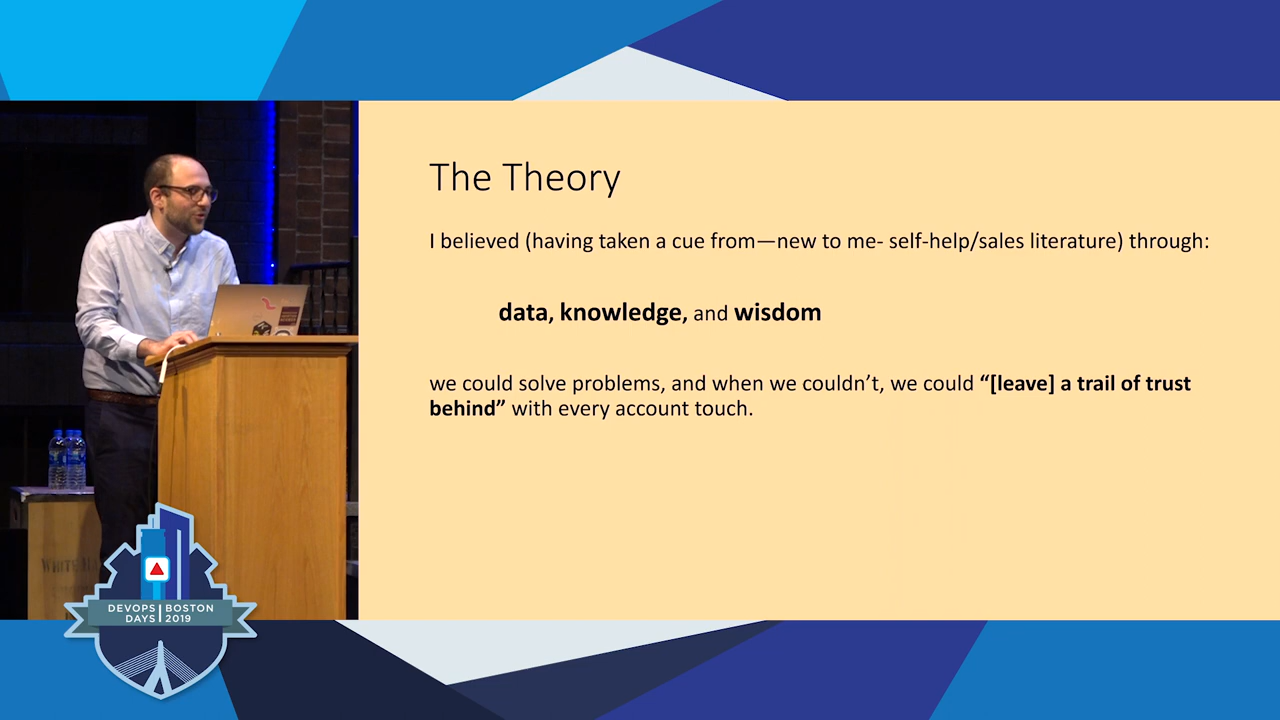 The Theory
I believed (having taken a cue from—new to me- self-help/sales literature) through:
data, knowledge, and wisdom
we could solve problems, and when we couldn't, we could “[leave] a trail of trust
behind” with every account touch.
DEVOPS BOSTON
DAYS 2019